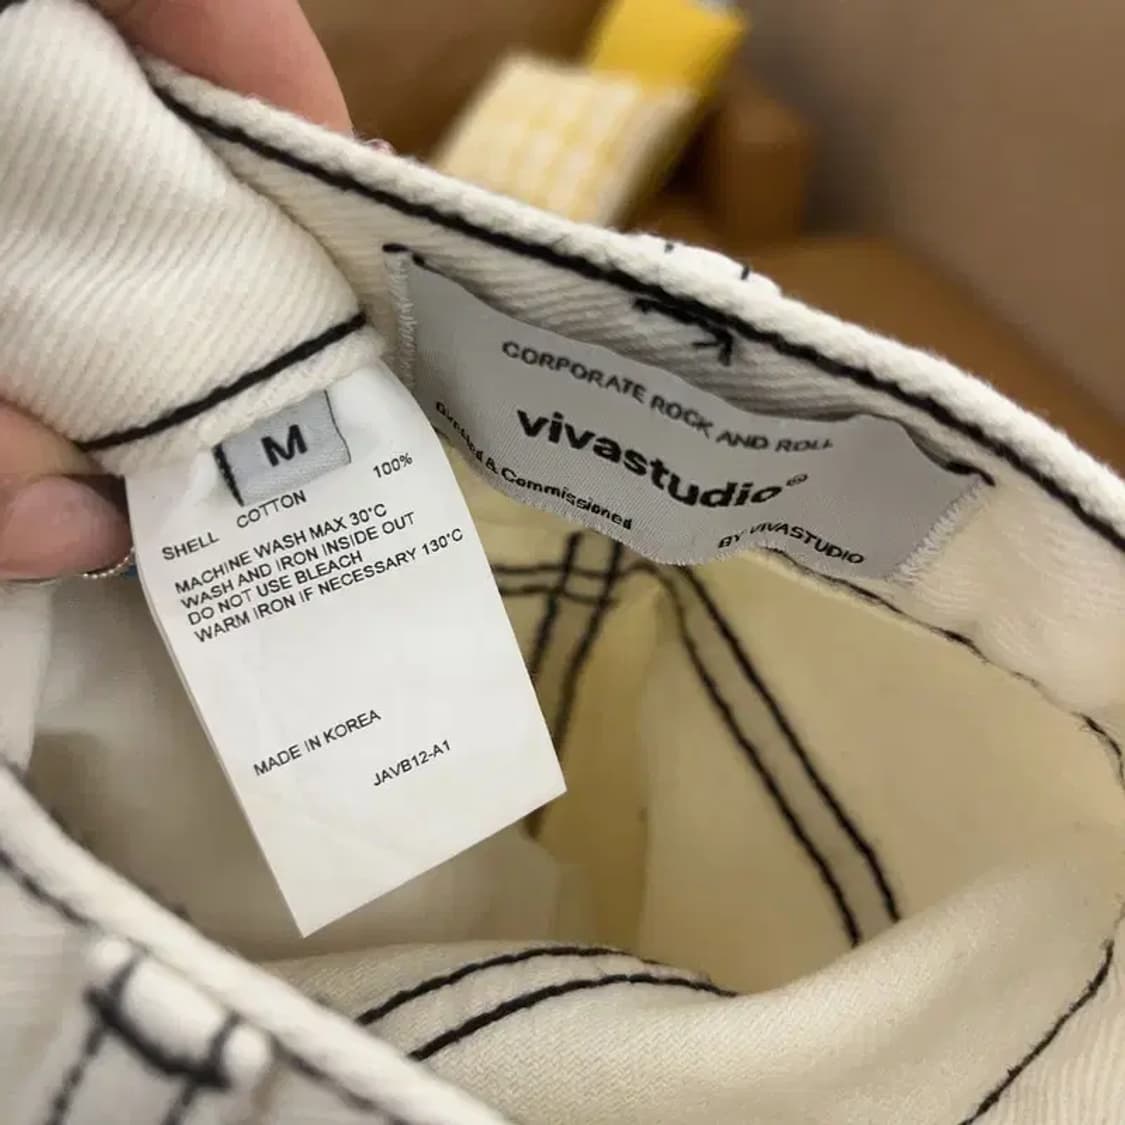 M
SHELL COTTON 100%
MACHINE WASH MAX 30°C
WASH AND IRON INSIDE OUT
DO NOT USE BLEACH
WARM IRON IF NECESSARY 130°C
MADE IN KOREA
JAVB12-A1
CORPORATE ROCK AND ROLL
vivastudio®
Directed & Commissioned
BY VIVASTUDIO